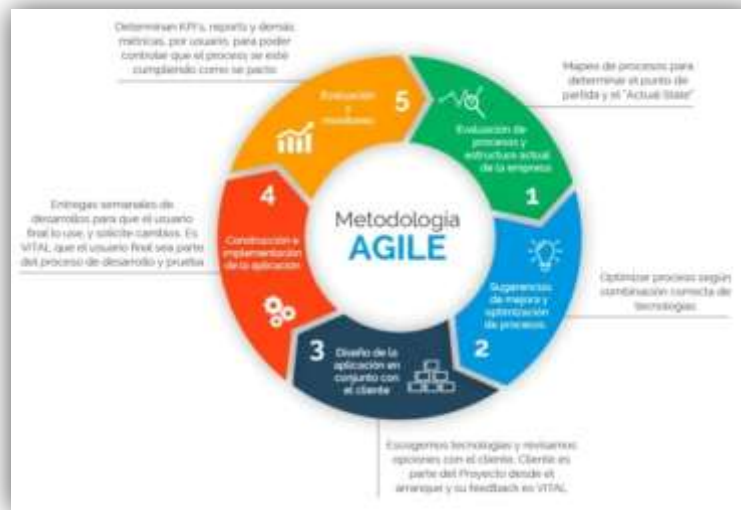 Determinan KPI's, reports y demás
métricas, por usuario, para poder
controlar que el proceso se esté
cumpliendo como se pacto
Mapeo de procesos para
determinar el punto de
partida y el "Actual State"
5
Evaluación
y
monitoreo
Evaluación de
procesos y
estructura actual
de la empresa
1
4
Construcción e
implementación
de la aplicación
Metodología
AGILE
Entregas semanales de
desarrollos para que el usuario
final lo use, y solicite cambios. Es
VITAL que el usuario final sea parte
del proceso de desarrollo y prueba
Sugerencias
de mejora y
optimización
de procesos
2
Optimizar proceso según
combinación correcta de
tecnologías
3
Diseño de la
aplicación en
conjunto con
el cliente
Escogemos tecnologías y revisamos
opciones con el cliente. Cliente es
parte del Proyecto desde el
arranque y su feedback es VITAL